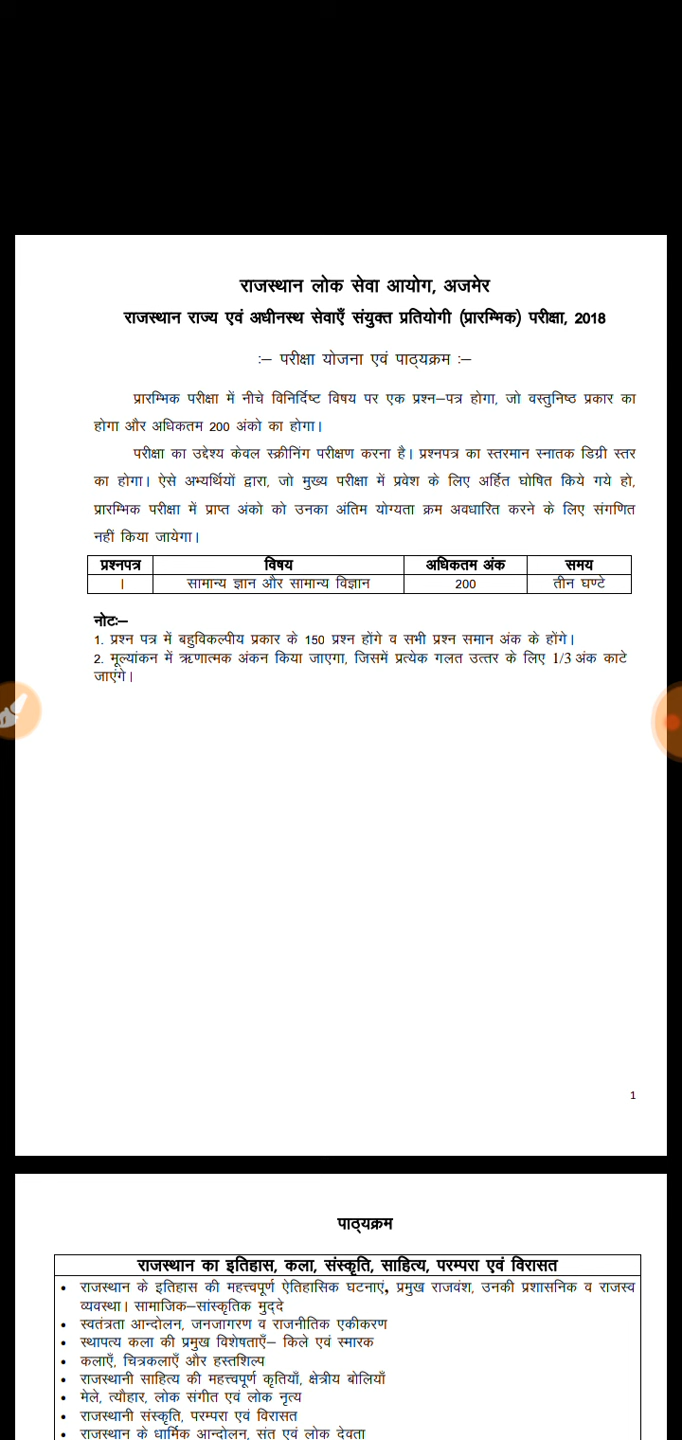 राजस्थान लोक सेवा आयोग, अजमेर
राजस्थान राज्य एवं अधीनस्थ सेवाएँ संयुक्त प्रतियोगी (प्रारम्भिक) परीक्षा, 2018
:– परीक्षा योजना एवं पाठ्यक्रम :–
प्रारम्भिक परीक्षा में नीचे विनिर्दिष्ट विषय पर एक प्रश्न–पत्र होगा, जो वस्तुनिष्ठ प्रकार का
होगा और अधिकतम 200 अंको का होगा।
परीक्षा का उद्देश्य केवल स्क्रीनिंग परीक्षण करना है। प्रश्नपत्र का स्तरमान स्नातक डिग्री स्तर
का होगा। ऐसे अभ्यर्थियों द्वारा, जो मुख्य परीक्षा में प्रवेश के लिए अर्हित घोषित किये गये हो,
प्रारम्भिक परीक्षा में प्राप्त अंको को उनका अंतिम योग्यता क्रम अवधारित करने के लिए संगणित
नहीं किया जायेगा।
प्रश्नपत्र विषय अधिकतम अंक समय
। सामान्य ज्ञान और सामान्य विज्ञान 200 तीन घण्टे
नोटः–
1. प्रश्न पत्र में बहुविकल्पीय प्रकार के 150 प्रश्न होंगे व सभी प्रश्न समान अंक के होंगे।
2. मूल्यांकन में ऋणात्मक अंकन किया जाएगा, जिसमें प्रत्येक गलत उत्तर के लिए 1/3 अंक काटे
जाएंगे।
1
पाठ्यक्रम
राजस्थान का इतिहास, कला, संस्कृति, साहित्य, परम्परा एवं विरासत
• राजस्थान के इतिहास की महत्त्वपूर्ण ऐतिहासिक घटनाएं, प्रमुख राजवंश, उनकी प्रशासनिक व राजस्व
व्यवस्था। सामाजिक–सांस्कृतिक मुद्दे
• स्वतंत्रता आन्दोलन, जनजागरण व राजनीतिक एकीकरण
• स्थापत्य कला की प्रमुख विशेषताएँ– किले एवं स्मारक
• कलाएँ, चित्रकलाएँ और हस्तशिल्प
• राजस्थानी साहित्य की महत्त्वपूर्ण कृतियाँ, क्षेत्रीय बोलियाँ
• मेले, त्यौहार, लोक संगीत एवं लोक नृत्य
• राजस्थानी संस्कृति, परम्परा एवं विरासत
• राजस्थान के धार्मिक आन्दोलन, संत एवं लोक देवता